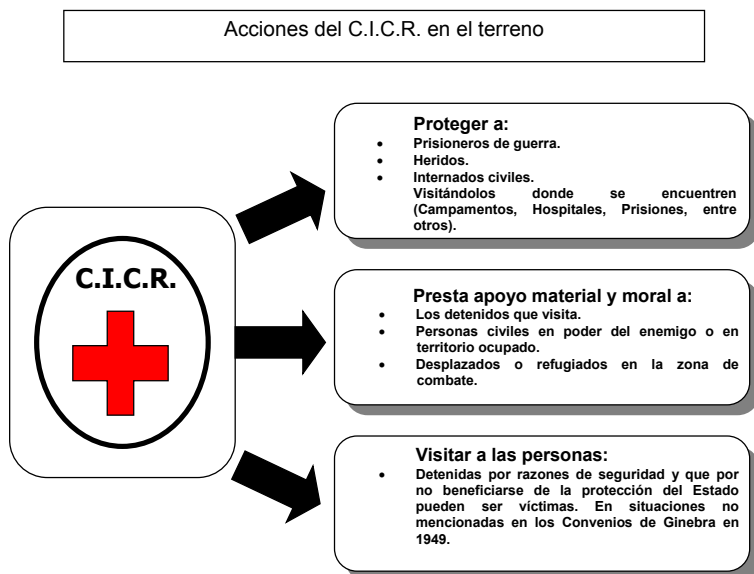 Acciones del C.I.C.R. en el terreno
C.I.C.R.
Proteger a:
• Prisioneros de guerra.
• Heridos.
• Internados civiles.
Visitándolos donde se encuentren
(Campamentos, Hospitales, Prisiones, entre
otros).
Presta apoyo material y moral a:
• Los detenidos que visita.
• Personas civiles en poder del enemigo o en
territorio ocupado.
• Desplazados o refugiados en la zona de
combate.
Visitar a las personas:
• Detenidas por razones de seguridad y que por
no beneficiarse de la protección del Estado
pueden ser víctimas. En situaciones no
mencionadas en los Convenios de Ginebra en
1949.